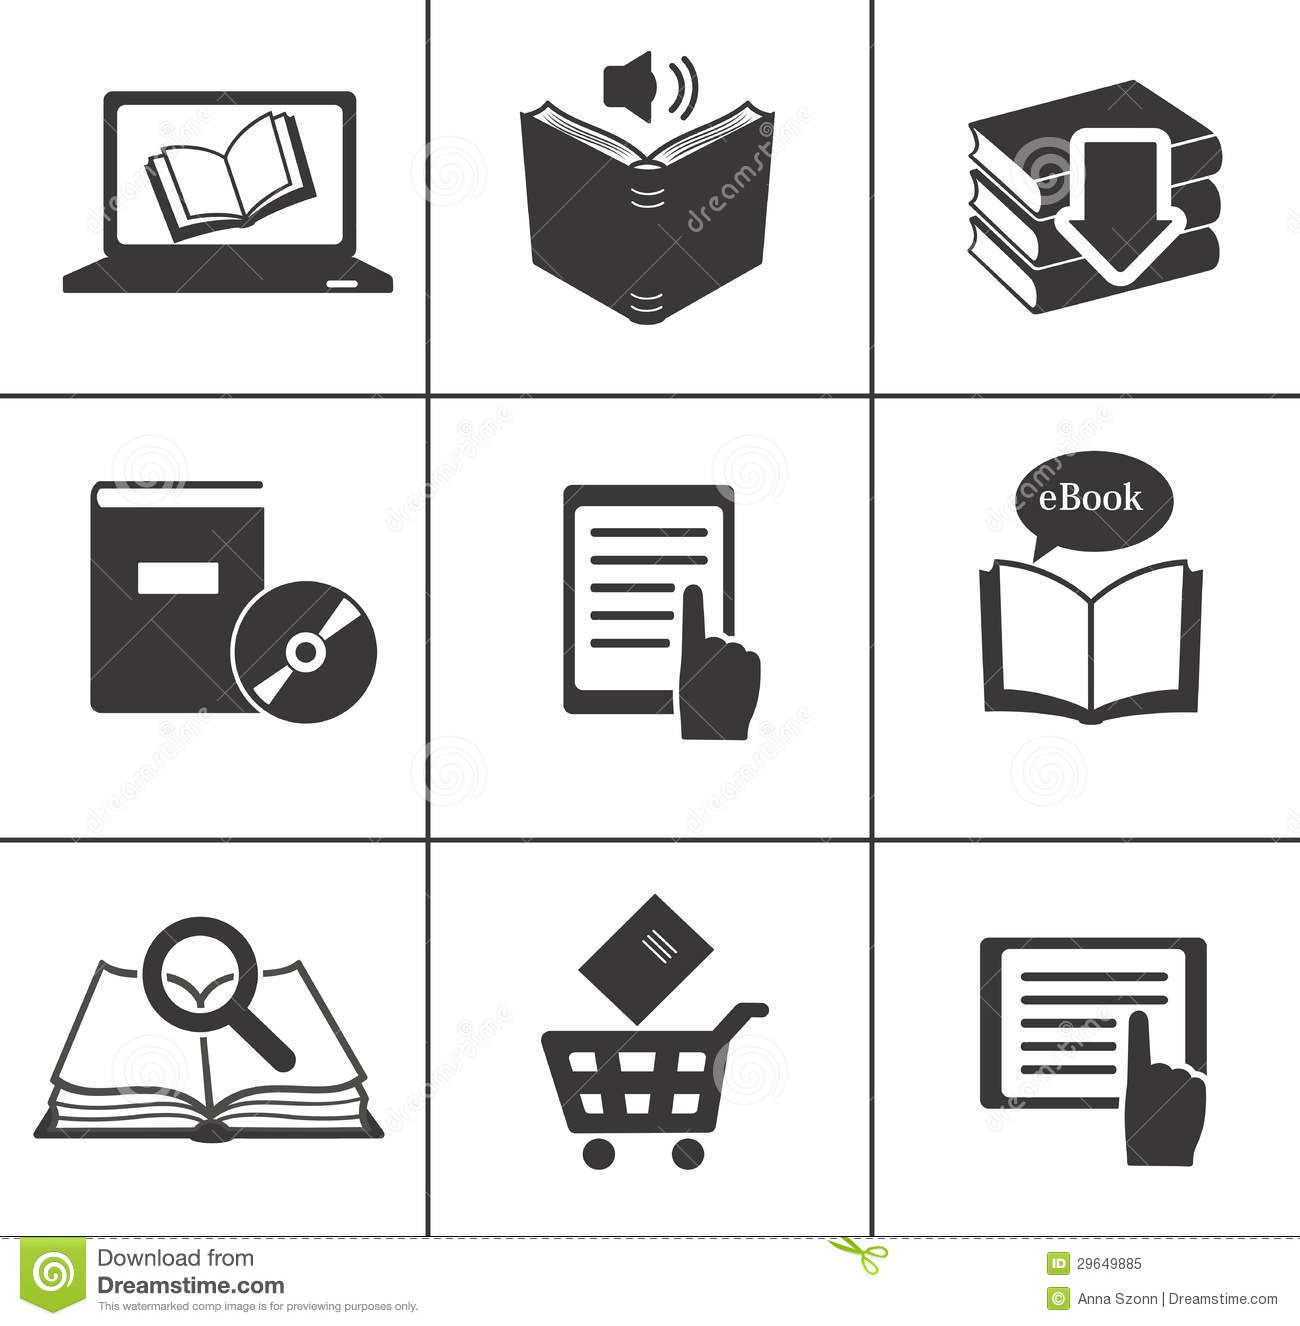 eBook
Download from
Dreamstime.com
This watermarked comp image is for previewing purposes only.
ID 29649885
© Anna Szonn | Dreamstime.com